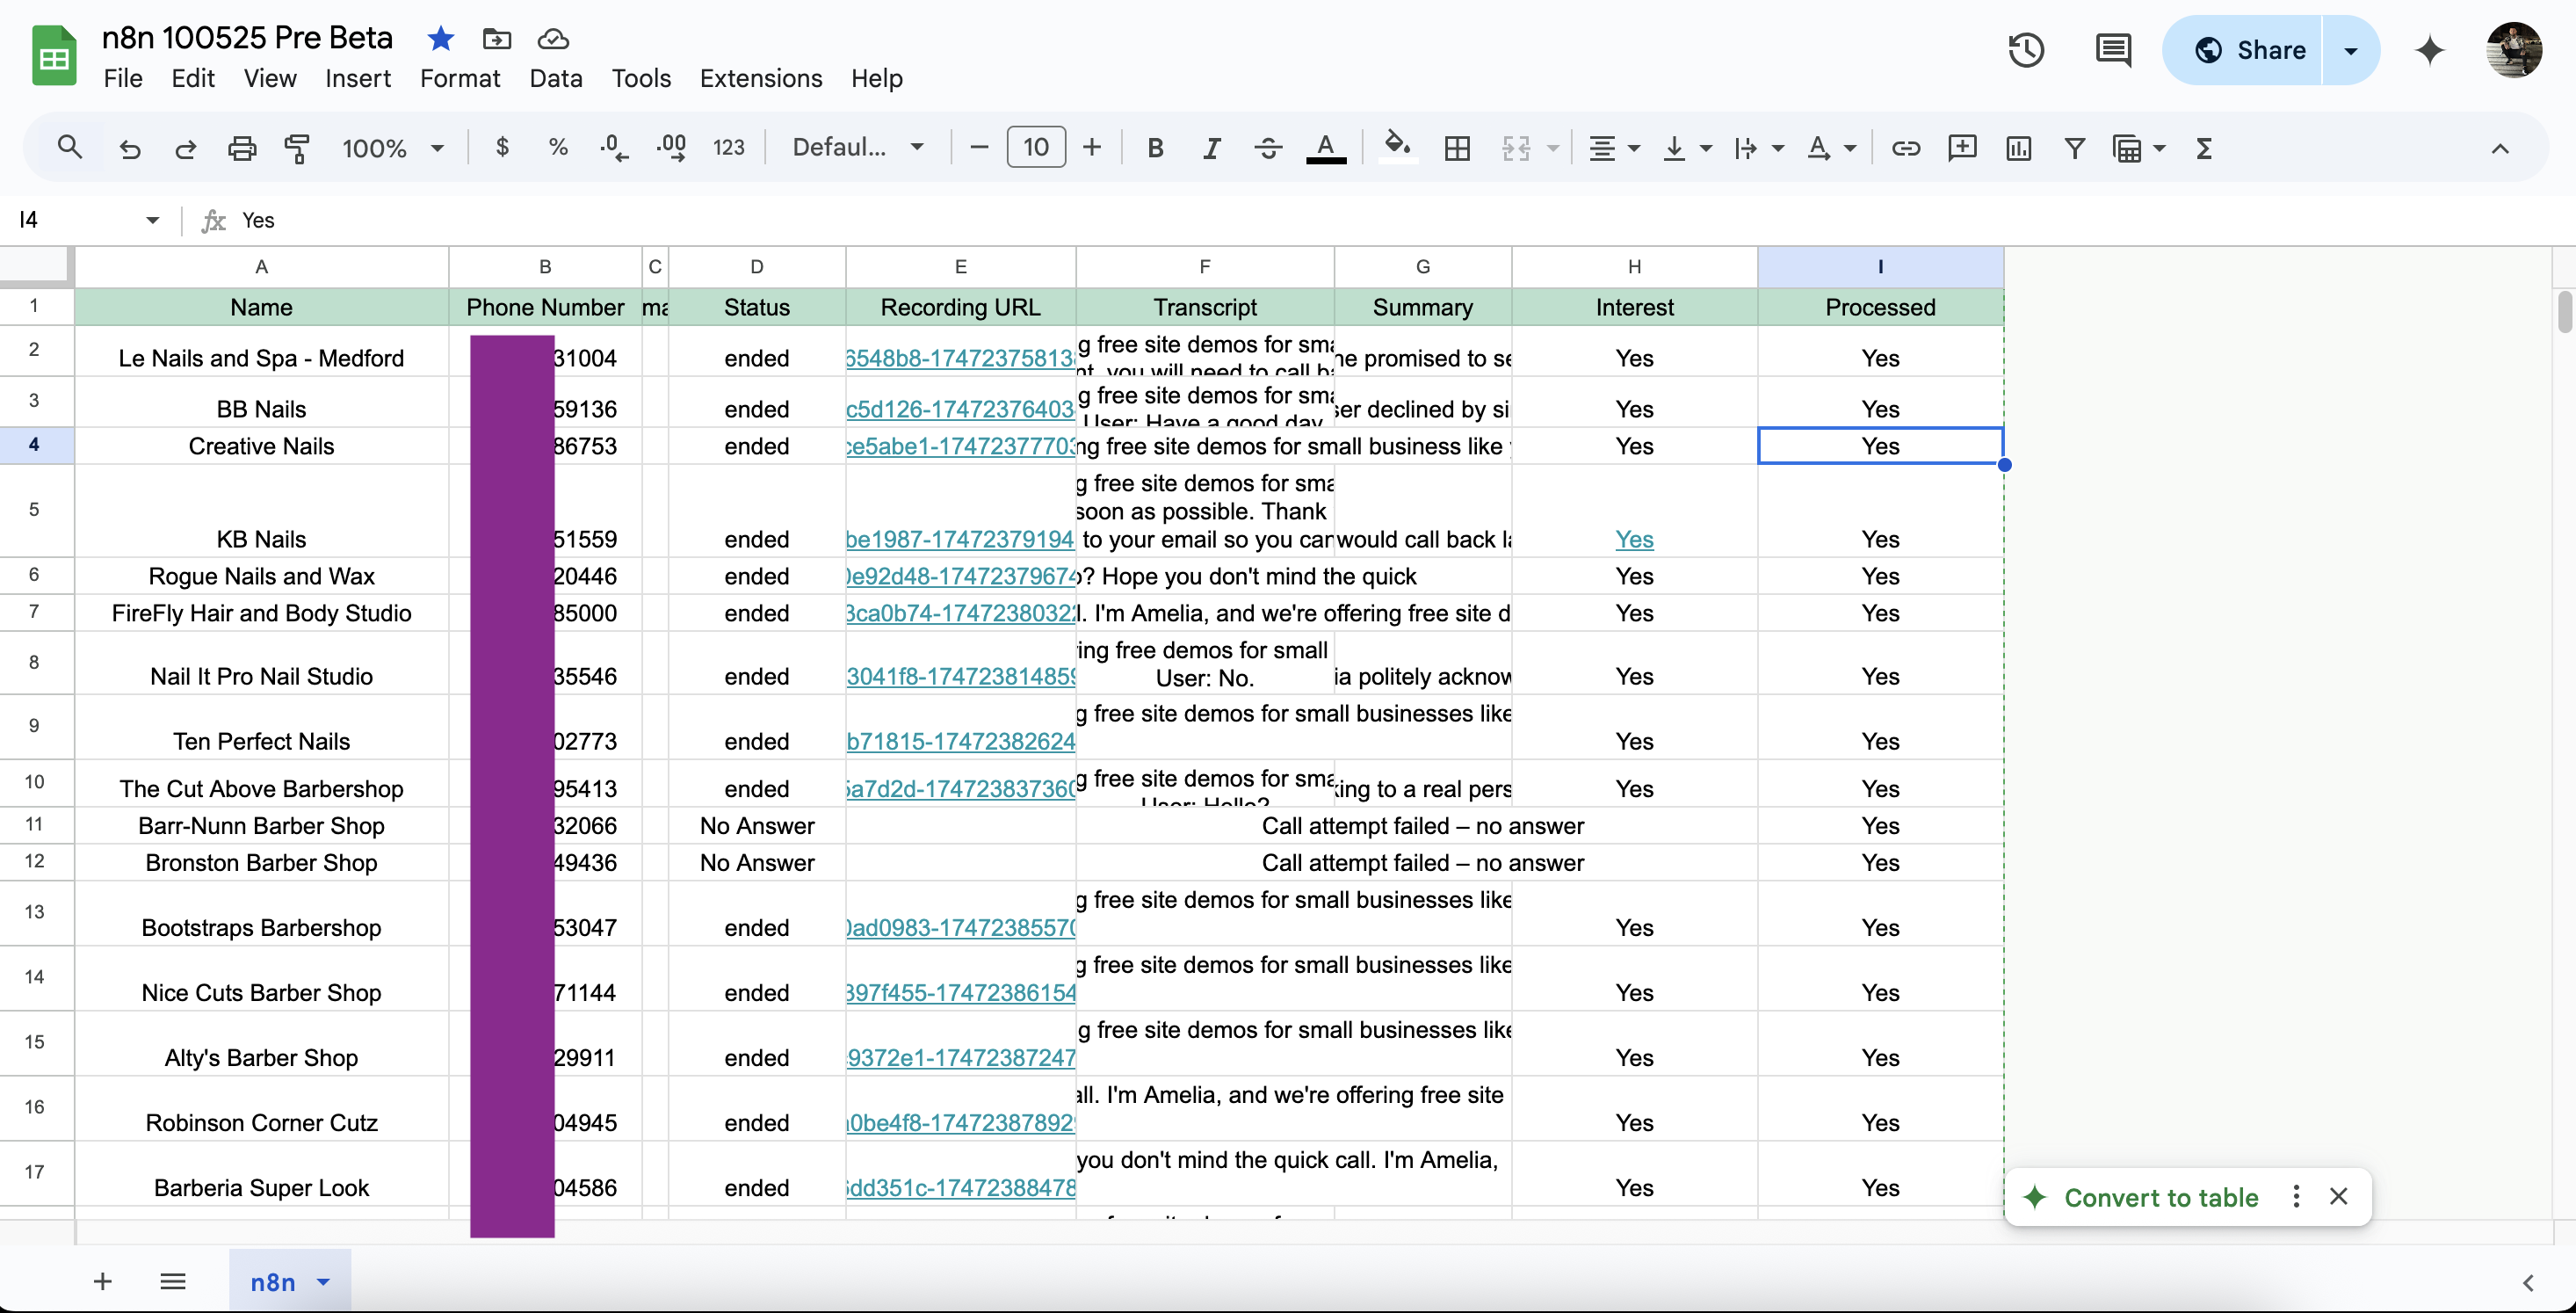 n8n 100525 Pre Beta
File Edit View Insert Format Data Tools Extensions Help
Share
100% $ % .0 .00 123 Defaul... 10 B I A
I4 Yes
A B C D E F G H I
1 Name Phone Number ma Status Recording URL Transcript Summary Interest Processed
2 Le Nails and Spa - Medford 31004 ended 6548b8-174723758138 g free site demos for sma he promised to se Yes Yes
nt, you will need to call ba
3 BB Nails 59136 ended c5d126-17472376403 g free site demos for sma ser declined by si Yes Yes
User: Have a good day.
4 Creative Nails 86753 ended ce5abe1-17472377703 ng free site demos for small business like Yes Yes
g free site demos for sma
soon as possible. Thank
5 KB Nails 51559 ended be1987-17472379194 to your email so you can would call back la Yes Yes
6 Rogue Nails and Wax 20446 ended 0e92d48-17472379674 o? Hope you don't mind the quick Yes Yes
7 FireFly Hair and Body Studio 85000 ended 3ca0b74-17472380322 l. I'm Amelia, and we're offering free site d Yes Yes
ring free demos for small
8 Nail It Pro Nail Studio 35546 ended 3041f8-174723814859 User: No. ia politely acknow Yes Yes
g free site demos for small businesses like
9 Ten Perfect Nails 02773 ended b71815-17472382624 Yes Yes
g free site demos for sma
10 The Cut Above Barbershop 95413 ended 5a7d2d-174723837360 User: Hello? king to a real pers Yes Yes
11 Barr-Nunn Barber Shop 32066 No Answer Call attempt failed – no answer Yes
12 Bronston Barber Shop 49436 No Answer Call attempt failed – no answer Yes
g free site demos for small businesses like
13 Bootstraps Barbershop 53047 ended 0ad0983-17472385570 Yes Yes
g free site demos for small businesses like
14 Nice Cuts Barber Shop 71144 ended 397f455-17472386154 Yes Yes
g free site demos for small businesses like
15 Alty's Barber Shop 29911 ended 9372e1-17472387247 Yes Yes
all. I'm Amelia, and we're offering free site
16 Robinson Corner Cutz 04945 ended 0be4f8-174723878929 Yes Yes
you don't mind the quick call. I'm Amelia,
17 Barberia Super Look 04586 ended 6dd351c-17472388478 Yes Yes
Convert to table
n8n